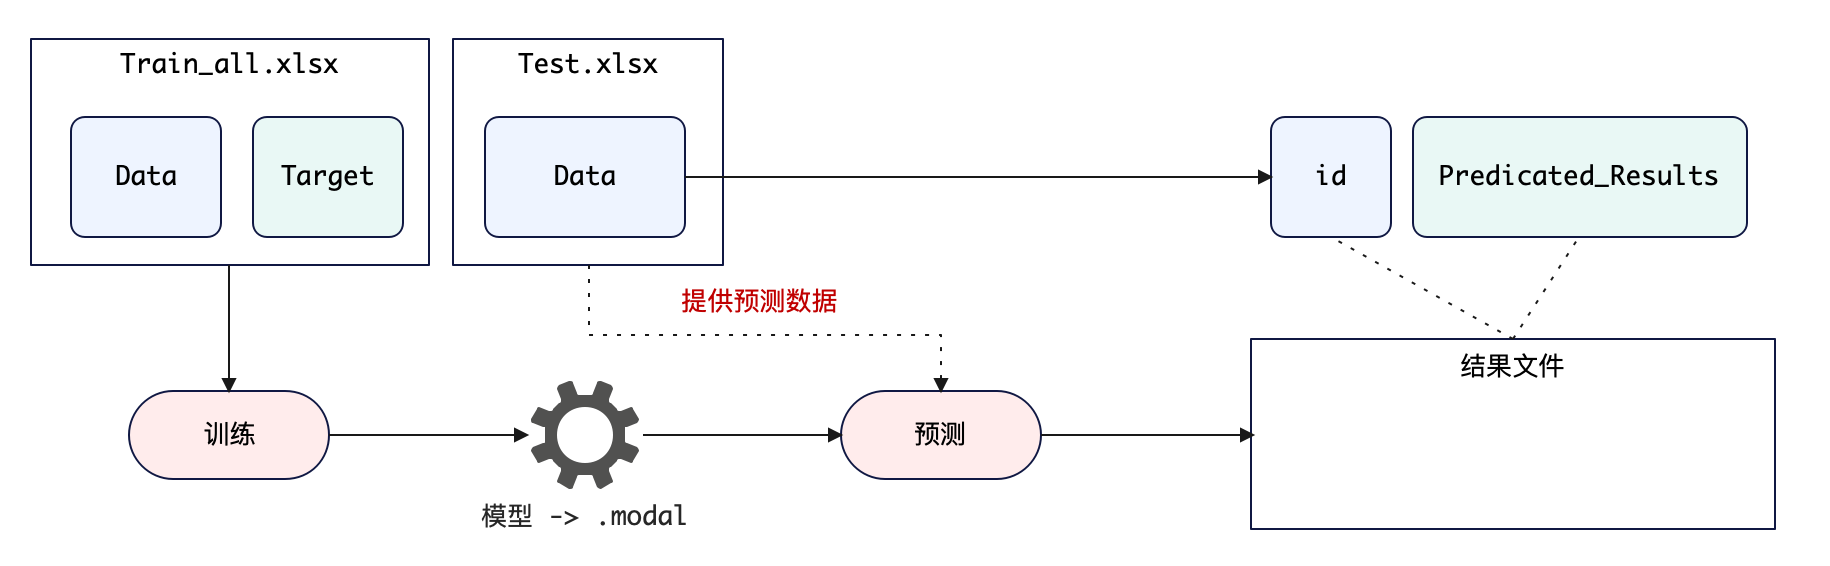 Train_all.xlsx
Test.xlsx
Data
Target
Data
id
Predicated_Results
提供预测数据
结果文件
训练
预测
模型 -> .modal